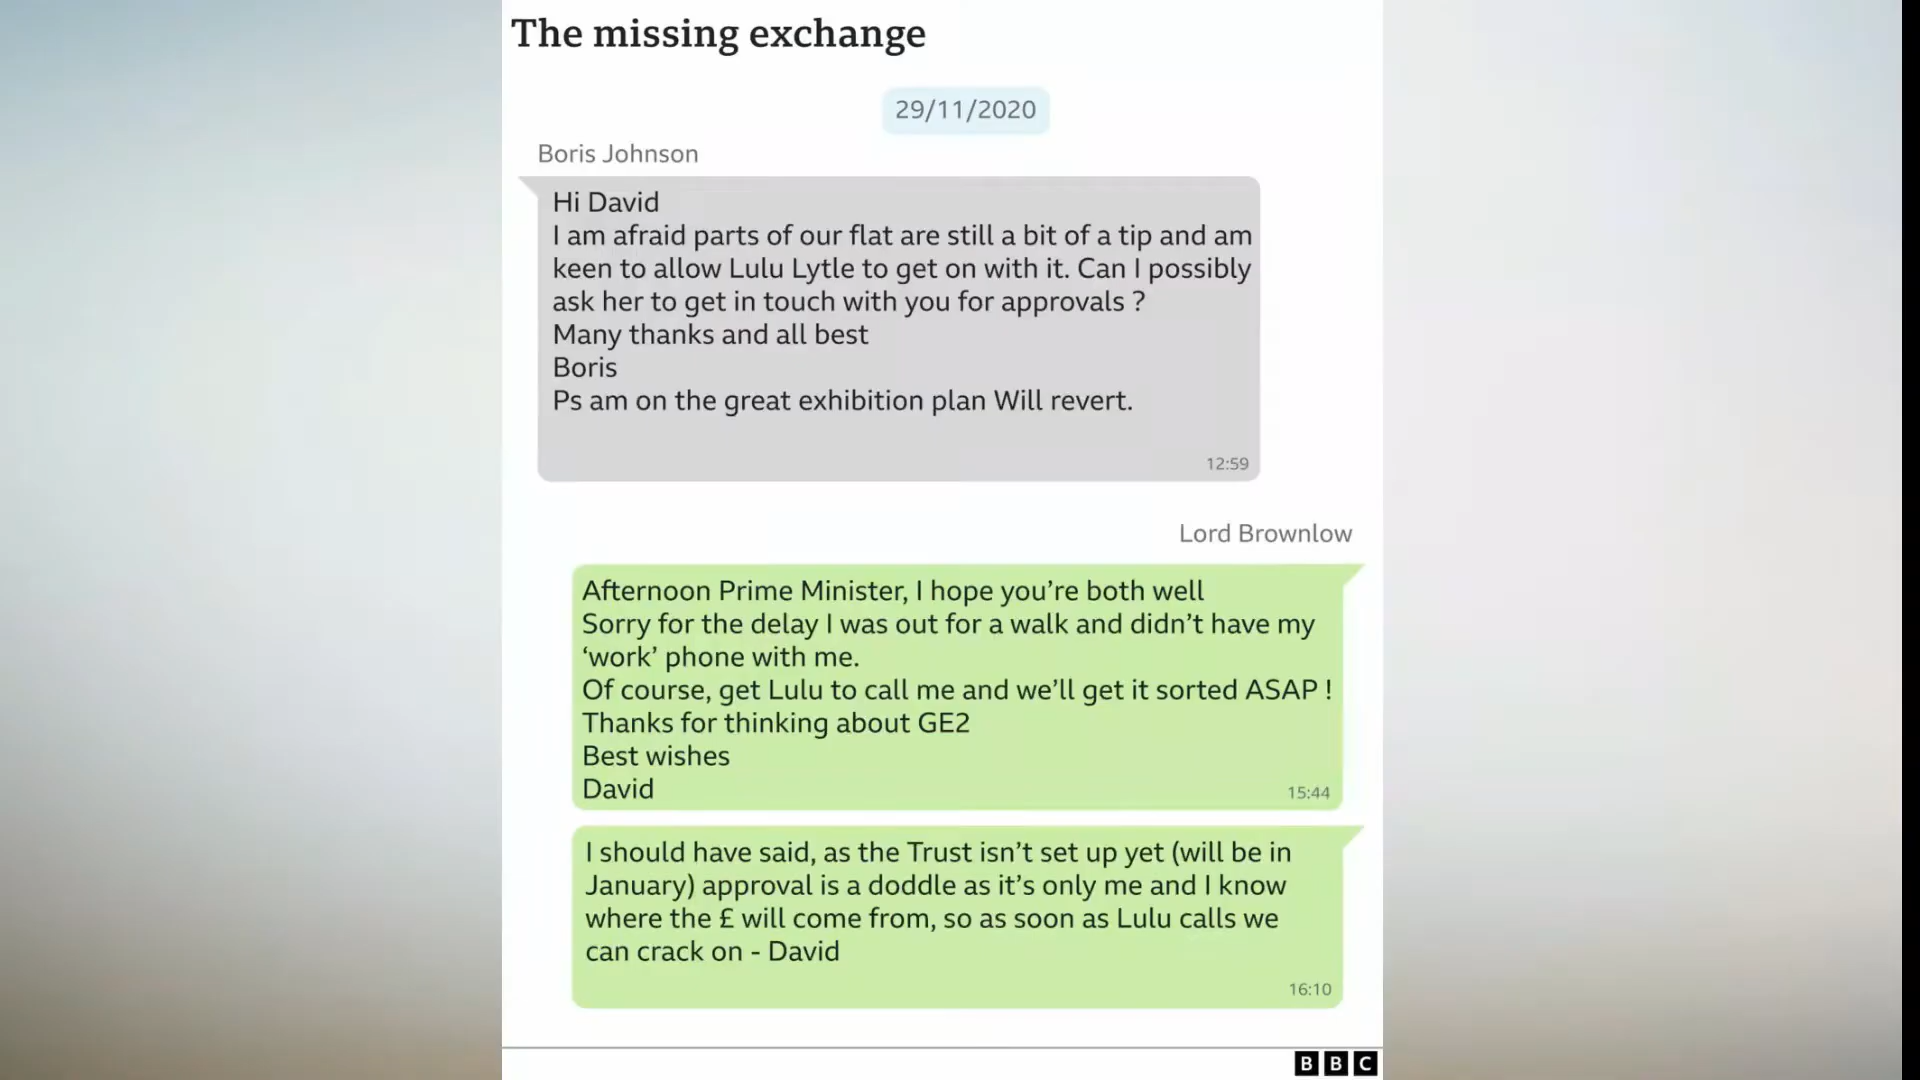 The missing exchange
29/11/2020
Boris Johnson
Hi David
I am afraid parts of our flat are still a bit of a tip and am
keen to allow Lulu Lytle to get on with it. Can I possibly
ask her to get in touch with you for approvals ?
Many thanks and all best
Boris
Ps am on the great exhibition plan Will revert.
12:59
Lord Brownlow
Afternoon Prime Minister, I hope you’re both well
Sorry for the delay I was out for a walk and didn’t have my
‘work’ phone with me.
Of course, get Lulu to call me and we’ll get it sorted ASAP !
Thanks for thinking about GE2
Best wishes
David
15:44
I should have said, as the Trust isn’t set up yet (will be in
January) approval is a doddle as it’s only me and I know
where the £ will come from, so as soon as Lulu calls we
can crack on - David
16:10
BBC